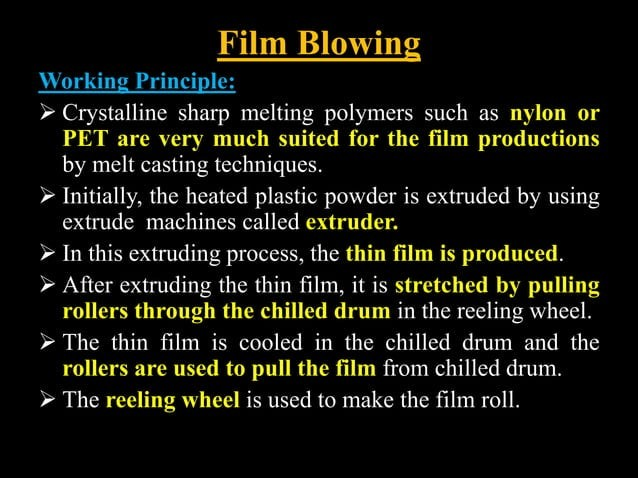 Film Blowing
Working Principle:
➢ Crystalline sharp melting polymers such as nylon or
PET are very much suited for the film productions
by melt casting techniques.
➢ Initially, the heated plastic powder is extruded by using
extrude machines called extruder.
➢ In this extruding process, the thin film is produced.
➢ After extruding the thin film, it is stretched by pulling
rollers through the chilled drum in the reeling wheel.
➢ The thin film is cooled in the chilled drum and the
rollers are used to pull the film from chilled drum.
➢ The reeling wheel is used to make the film roll.